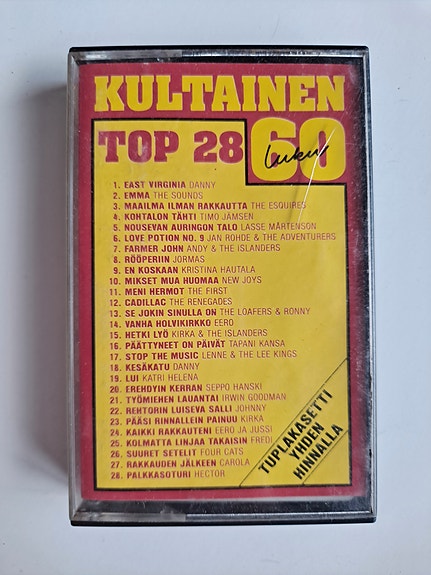 KULTAINEN
TOP 28 60
Luku
1. EAST VIRGINIA DANNY
2. EMMA THE SOUNDS
3. MAAILMA ILMAN RAKKAUTTA THE ESQUIRES
4. KOHTALON TÄHTI TIMO JÄMSEN
5. NOUSEVAN AURINGON TALO LASSE MÅRTENSON
6. LOVE POTION NO. 9 JAN ROHDE & THE ADVENTURERS
7. FARMER JOHN ANDY & THE ISLANDERS
8. RÖÖPERIIN JORMAS
9. EN KOSKAAN KRISTINA HAUTALA
10. MIKSET MUA HUOMAA NEW JOYS
11. MENI HERMOT THE FIRST
12. CADILLAC THE RENEGADES
13. SE JOKIN SINULLA ON THE LOAFERS & RONNY
14. VANHA HOLVIKIRKKO EERO
15. HETKI LYÖ KIRKA & THE ISLANDERS
16. PÄÄTTYNEET ON PÄIVÄT TAPANI KANSA
17. STOP THE MUSIC LENNE & THE LEE KINGS
18. KESÄKATU DANNY
19. LUI KATRI HELENA
20. EREHDYIN KERRAN SEPPO HANSKI
21. TYÖMIEHEN LAUANTAI IRWIN GOODMAN
22. REHTORIN LUISEVA SALLI JOHNNY
23. PÄÄSI RINNALLEIN PAINUU KIRKA
24. KAIKKI RAKKAUTENI EERO JA JUSSI
25. KOLMATTA LINJAA TAKAISIN FREDI
26. SUURET SETELIT FOUR CATS
27. RAKKAUDEN JÄLKEEN CAROLA
28. PALKKASOTURI HECTOR
TUPLAKASETTI
YHDEN
HINNALLA